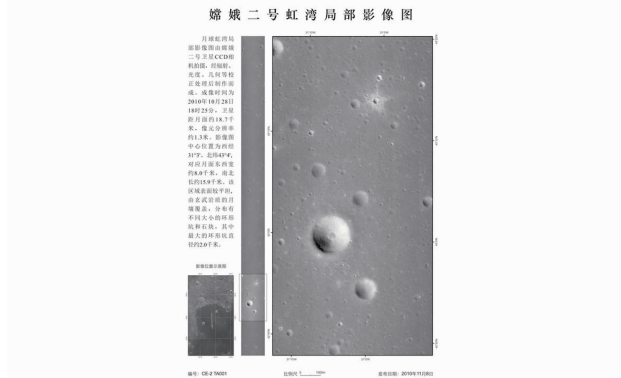 嫦娥二号虹湾局部影像图
月球虹湾局
部影像图由嫦娥
二号卫星CCD相
机拍摄，经辐射、
光度、几何等校
正处理后制作而
成。成像时间为
2010年10月28日
18时25分，卫星
距月面约18.7千
米，像元分辨率
约1.3米。影像图
中心位置为西经
31°3′，北纬43°4′，
对应月面东西宽
约8.0千米，南北
长约15.9千米。该
区域表面较平坦，
由玄武岩质的月
壤覆盖，分布有
不同大小的环形
坑和石块，其中
最大的环形坑直
径约2.0千米。
影像位置示意图
编号：CE-2 TA001
比例尺
发布日期：2010年11月8日